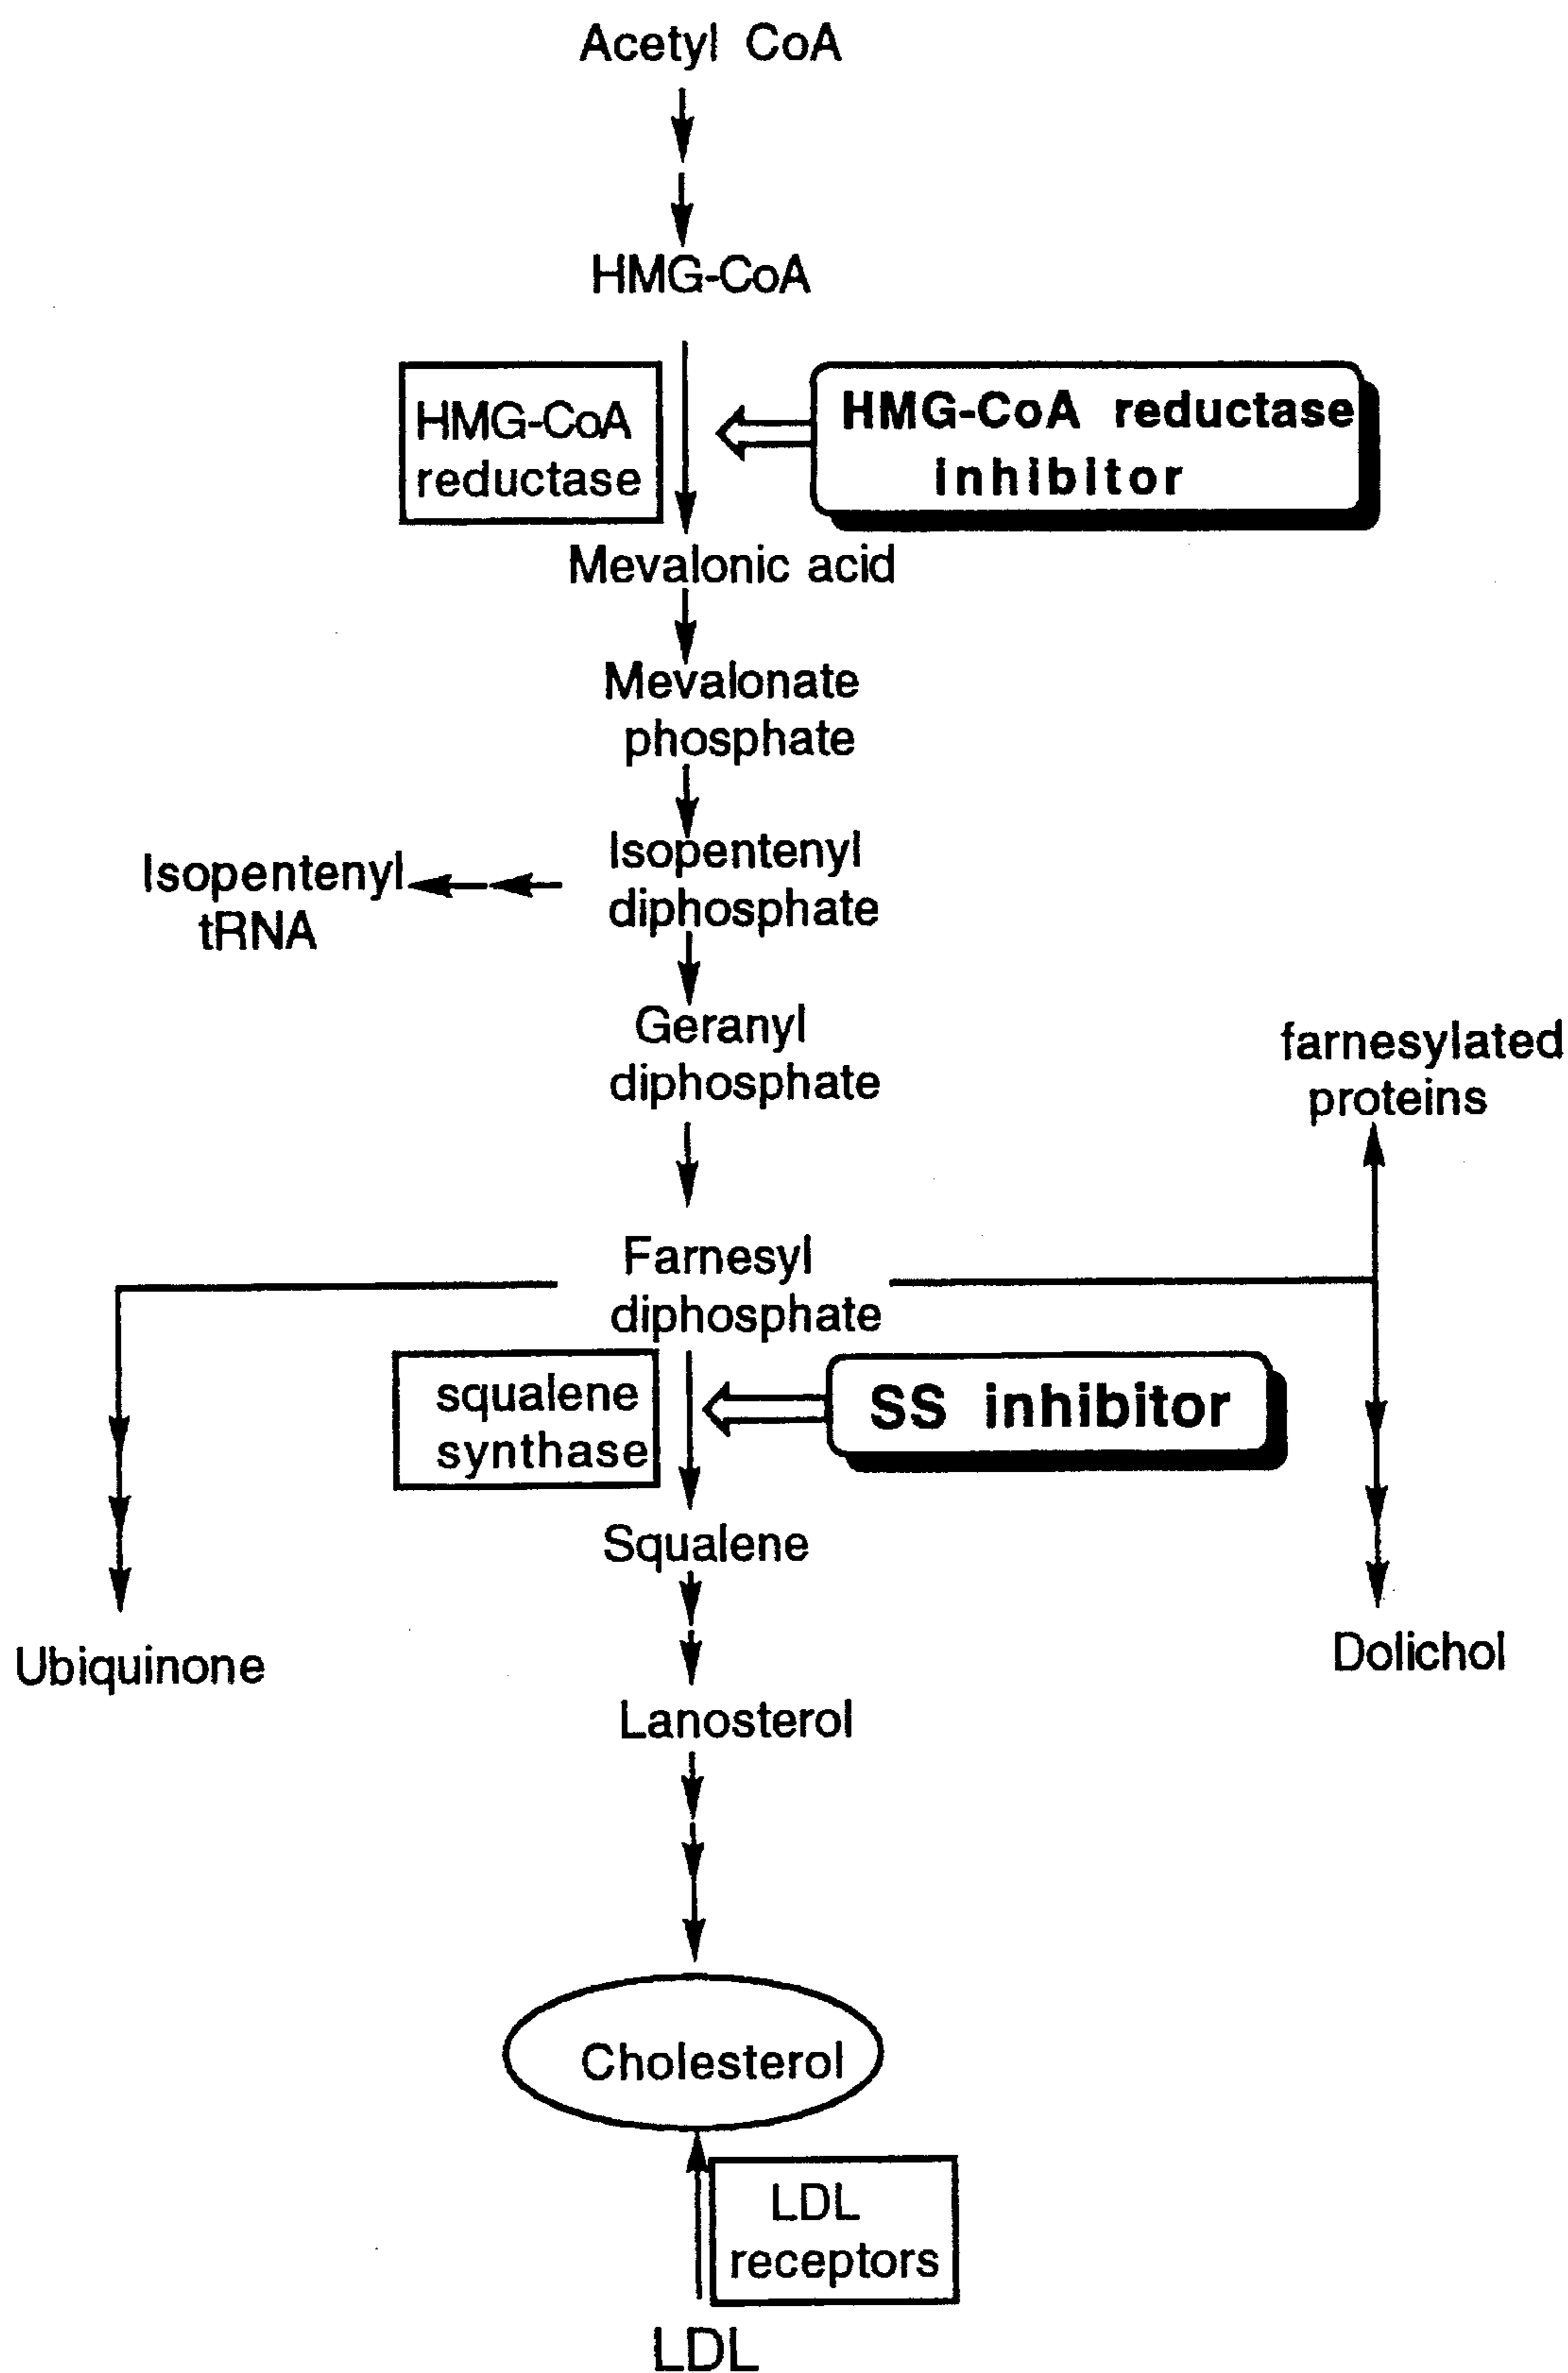 Acetyl CoA
HMG-CoA
HMG-CoA
reductase
HMG-CoA reductase
inhibitor
Mevalonic acid
Mevalonate
phosphate
Isopentenyl
tRNA
Isopentenyl
diphosphate
Geranyl
diphosphate
farnesylated
proteins
Farnesyl
diphosphate
squalene
synthase
SS inhibitor
Squalene
Ubiquinone
Dolichol
Lanosterol
Cholesterol
LDL
receptors
LDL